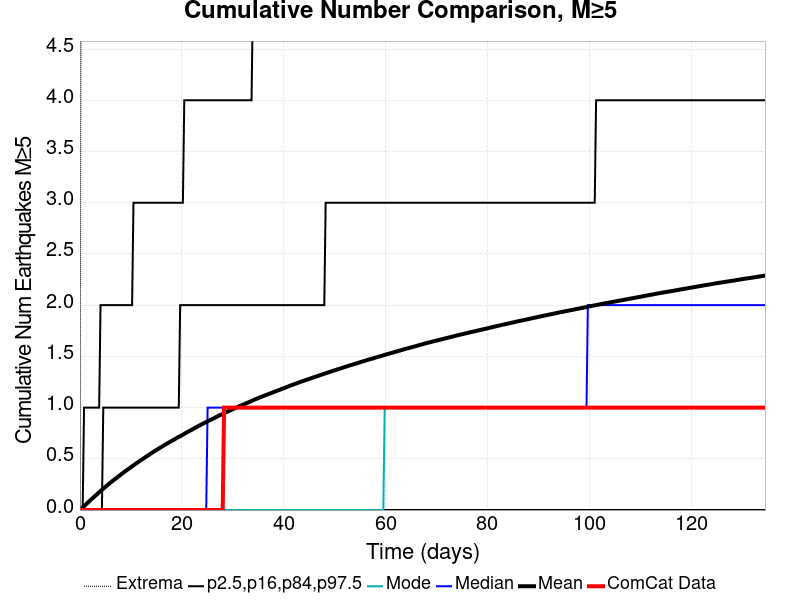 Cumulative Number Comparison, M≥5
Cumulative Num Earthquakes M≥5
4.5
4.0
3.5
3.0
2.5
2.0
1.5
1.0
0.5
0.0
0 20 40 60 80 100 120
Time (days)
Extrema p2.5,p16,p84,p97.5 Mode Median Mean ComCat Data